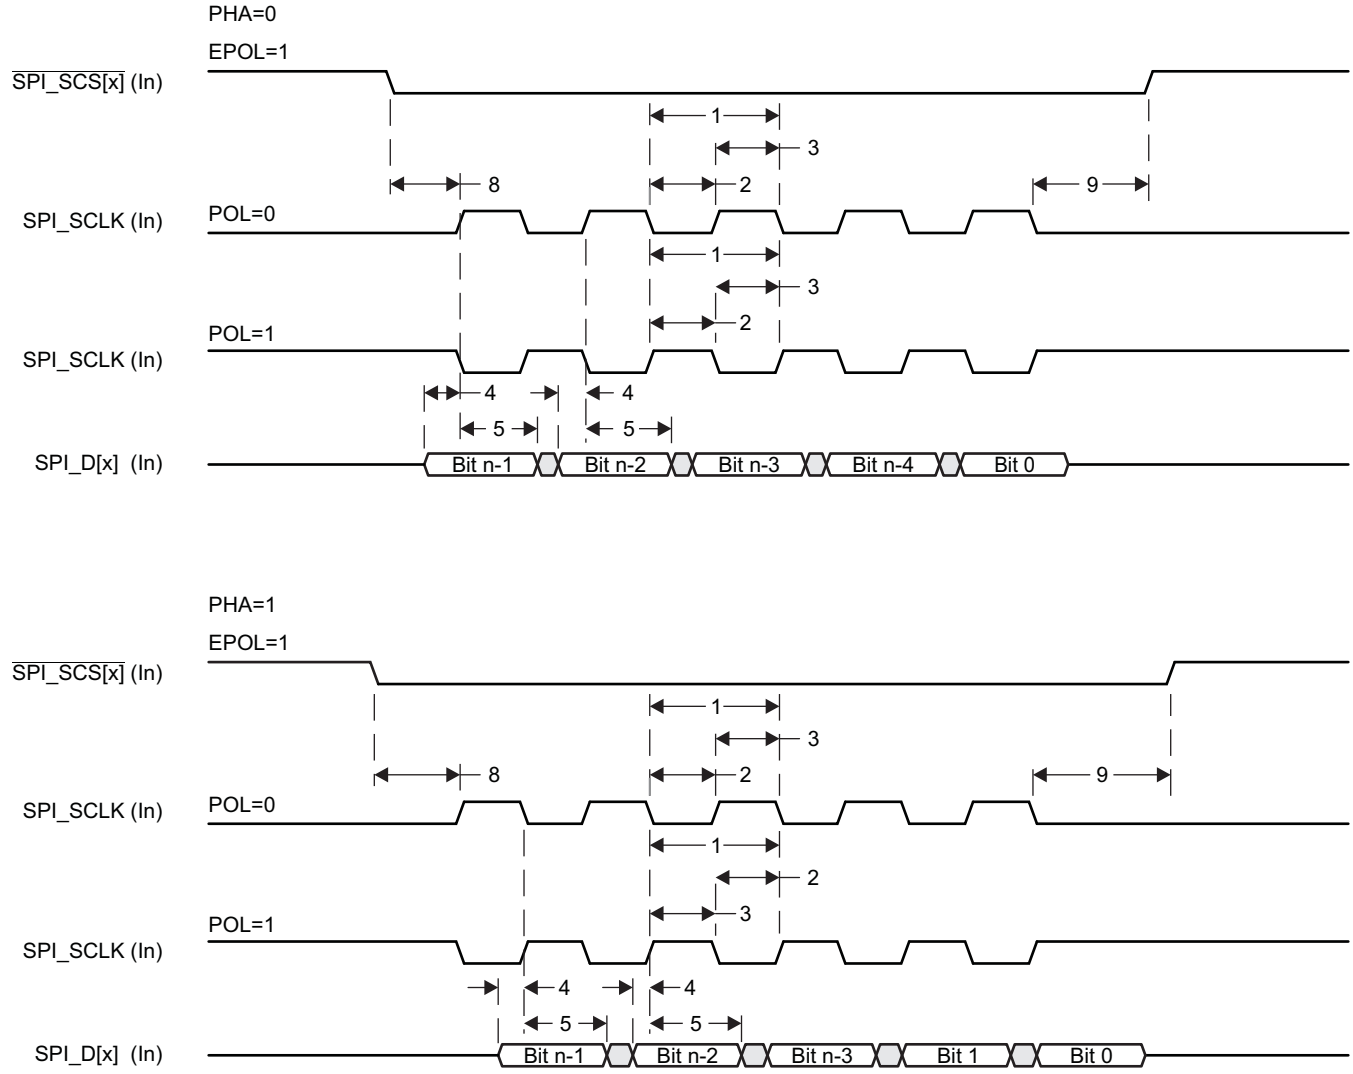 PHA=0
EPOL=1
SPI_SCS[x] (In)
1
3
8
2
9
POL=0
SPI_SCLK (In)
1
3
2
POL=1
SPI_SCLK (In)
4
4
5
5
SPI_D[x] (In)
Bit n-1
Bit n-2
Bit n-3
Bit n-4
Bit 0
PHA=1
EPOL=1
SPI_SCS[x] (In)
1
3
8
2
9
POL=0
SPI_SCLK (In)
1
2
3
POL=1
SPI_SCLK (In)
4
4
5
5
SPI_D[x] (In)
Bit n-1
Bit n-2
Bit n-3
Bit 1
Bit 0